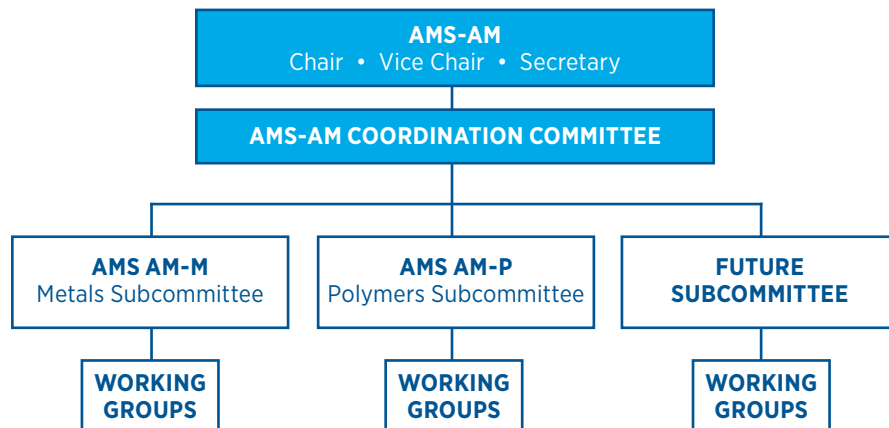 AMS-AM
Chair • Vice Chair • Secretary
AMS-AM COORDINATION COMMITTEE
AMS AM-M
Metals Subcommittee
AMS AM-P
Polymers Subcommittee
FUTURE
SUBCOMMITTEE
WORKING
GROUPS
WORKING
GROUPS
WORKING
GROUPS